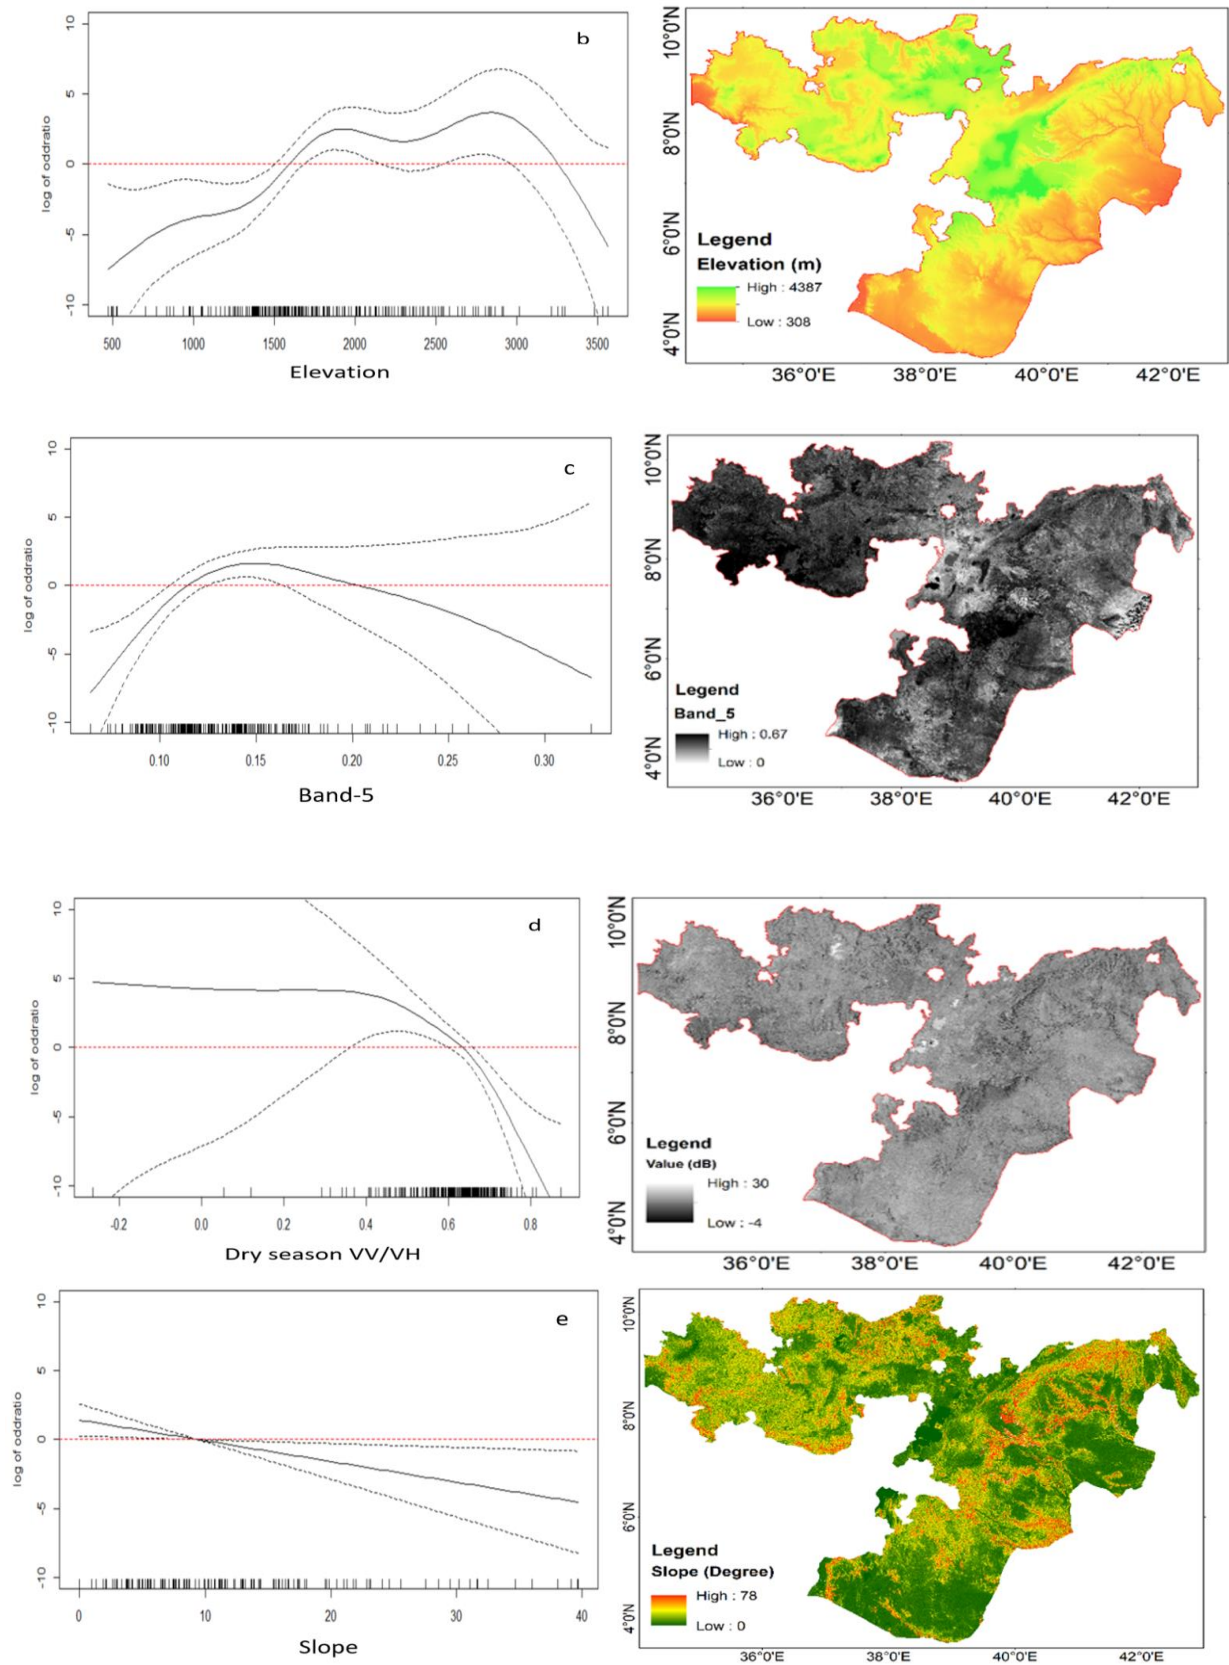 b
10
5
0
-5
-10
log of oddratio
500 1000 1500 2000 2500 3000 3500
Elevation
10°0'N
8°0'N
6°0'N
4°0'N
Legend
Elevation (m)
High : 4387
Low : 308
36°0'E 38°0'E 40°0'E 42°0'E
c
10
5
0
-5
-10
log of oddratio
0.10 0.15 0.20 0.25 0.30
Band-5
10°0'N
8°0'N
6°0'N
4°0'N
Legend
Band_5
High : 0.67
Low : 0
36°0'E 38°0'E 40°0'E 42°0'E
d
10
5
0
-5
-10
log of oddratio
-0.2 0.0 0.2 0.4 0.6 0.8
Dry season VV/VH
10°0'N
8°0'N
6°0'N
4°0'N
Legend
Value (dB)
High : 30
Low : -4
36°0'E 38°0'E 40°0'E 42°0'E
e
10
5
0
-5
-10
log of oddratio
0 10 20 30 40
Slope
10°0'N
8°0'N
6°0'N
4°0'N
Legend
Slope (Degree)
High : 78
Low : 0
36°0'E 38°0'E 40°0'E 42°0'E